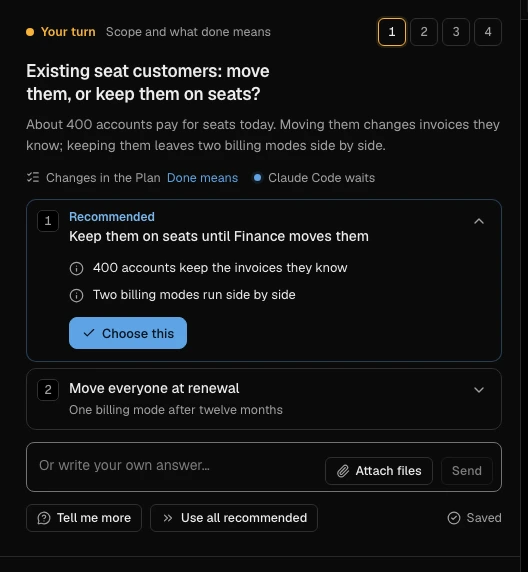 Your turn Scope and what done means 1 2 3 4
Existing seat customers: move
them, or keep them on seats?
About 400 accounts pay for seats today. Moving them changes invoices they
know; keeping them leaves two billing modes side by side.
Changes in the Plan Done means Claude Code waits
1 Recommended
Keep them on seats until Finance moves them
400 accounts keep the invoices they know
Two billing modes run side by side
Choose this
2 Move everyone at renewal
One billing mode after twelve months
Or write your own answer...
Attach files Send
Tell me more Use all recommended Saved